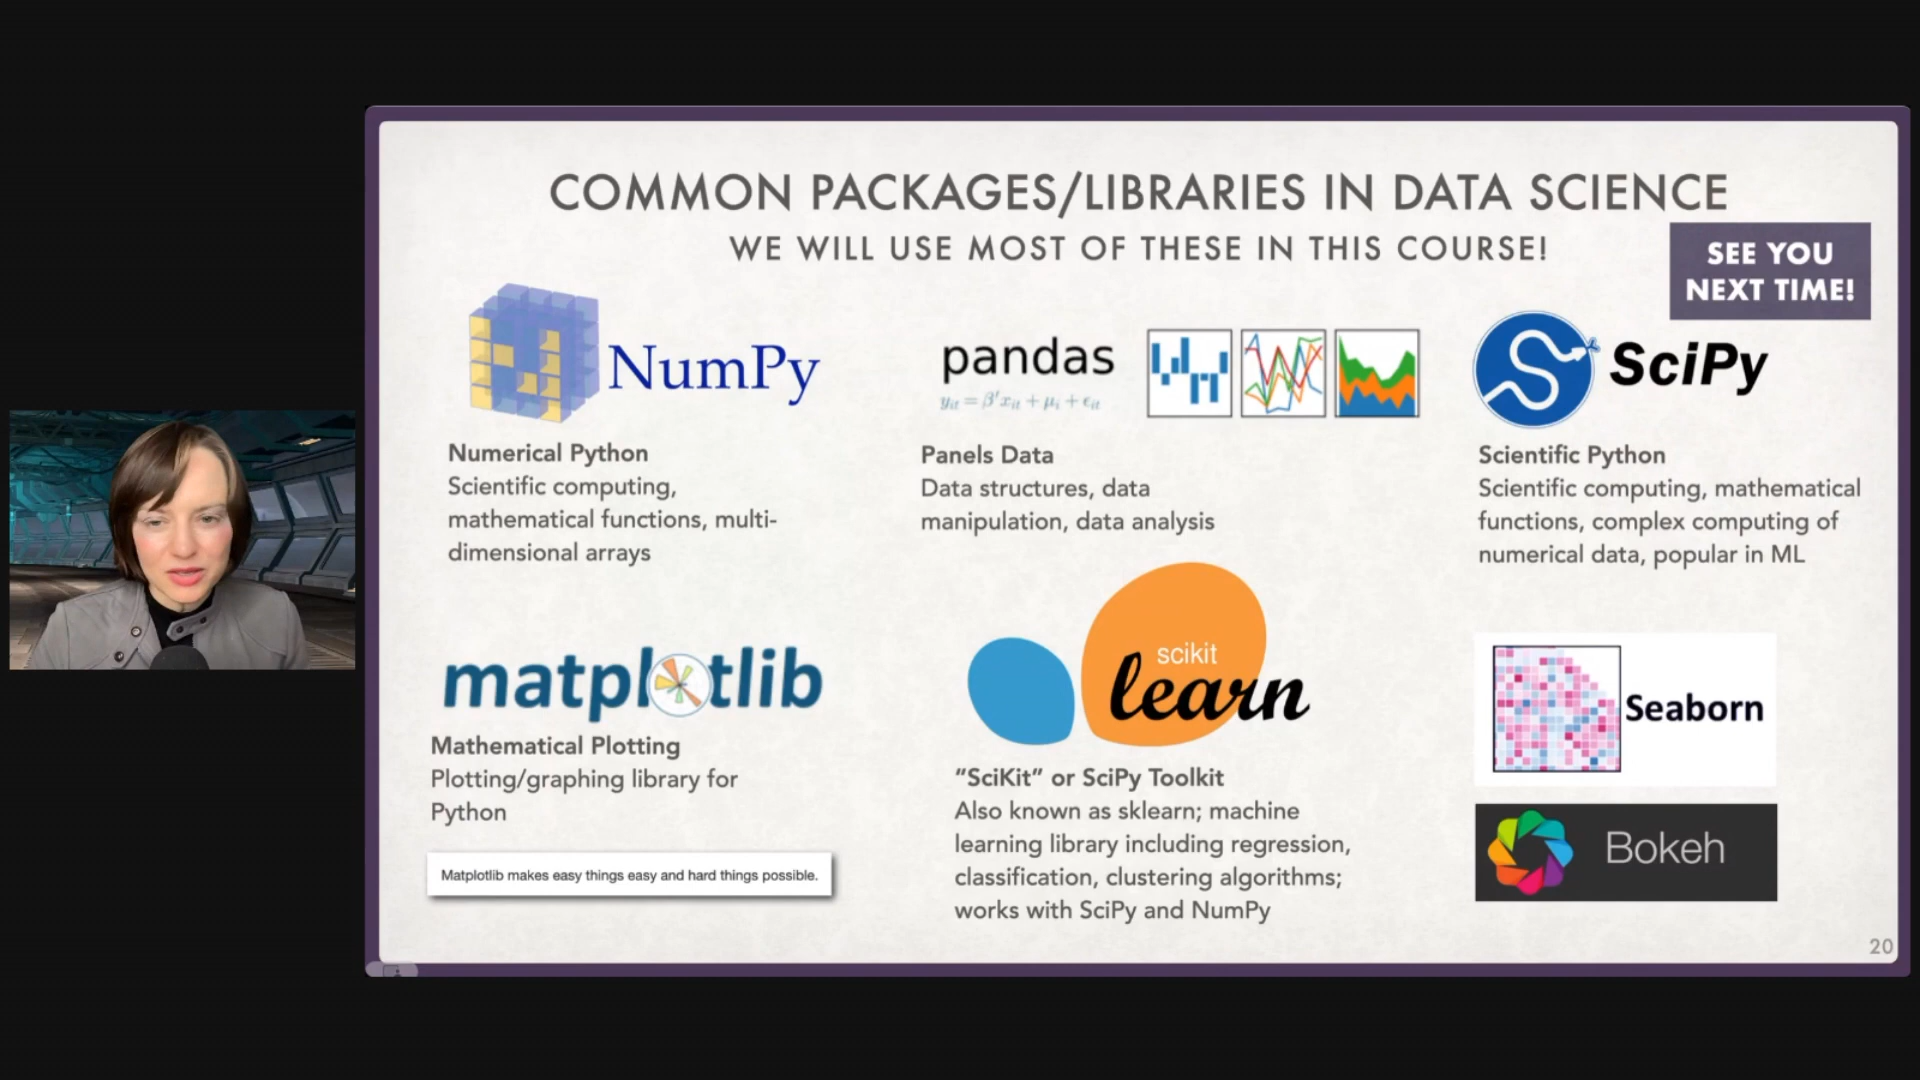 COMMON PACKAGES/LIBRARIES IN DATA SCIENCE
WE WILL USE MOST OF THESE IN THIS COURSE!
SEE YOU
NEXT TIME!
NumPy
Numerical Python
Scientific computing,
mathematical functions, multi-
dimensional arrays
pandas
yit = β′xit + μi + ϵit
Panels Data
Data structures, data
manipulation, data analysis
SciPy
Scientific Python
Scientific computing, mathematical
functions, complex computing of
numerical data, popular in ML
matplotlib
Mathematical Plotting
Plotting/graphing library for
Python
Matplotlib makes easy things easy and hard things possible.
scikit
learn
“SciKit” or SciPy Toolkit
Also known as sklearn; machine
learning library including regression,
classification, clustering algorithms;
works with SciPy and NumPy
Seaborn
Bokeh
20